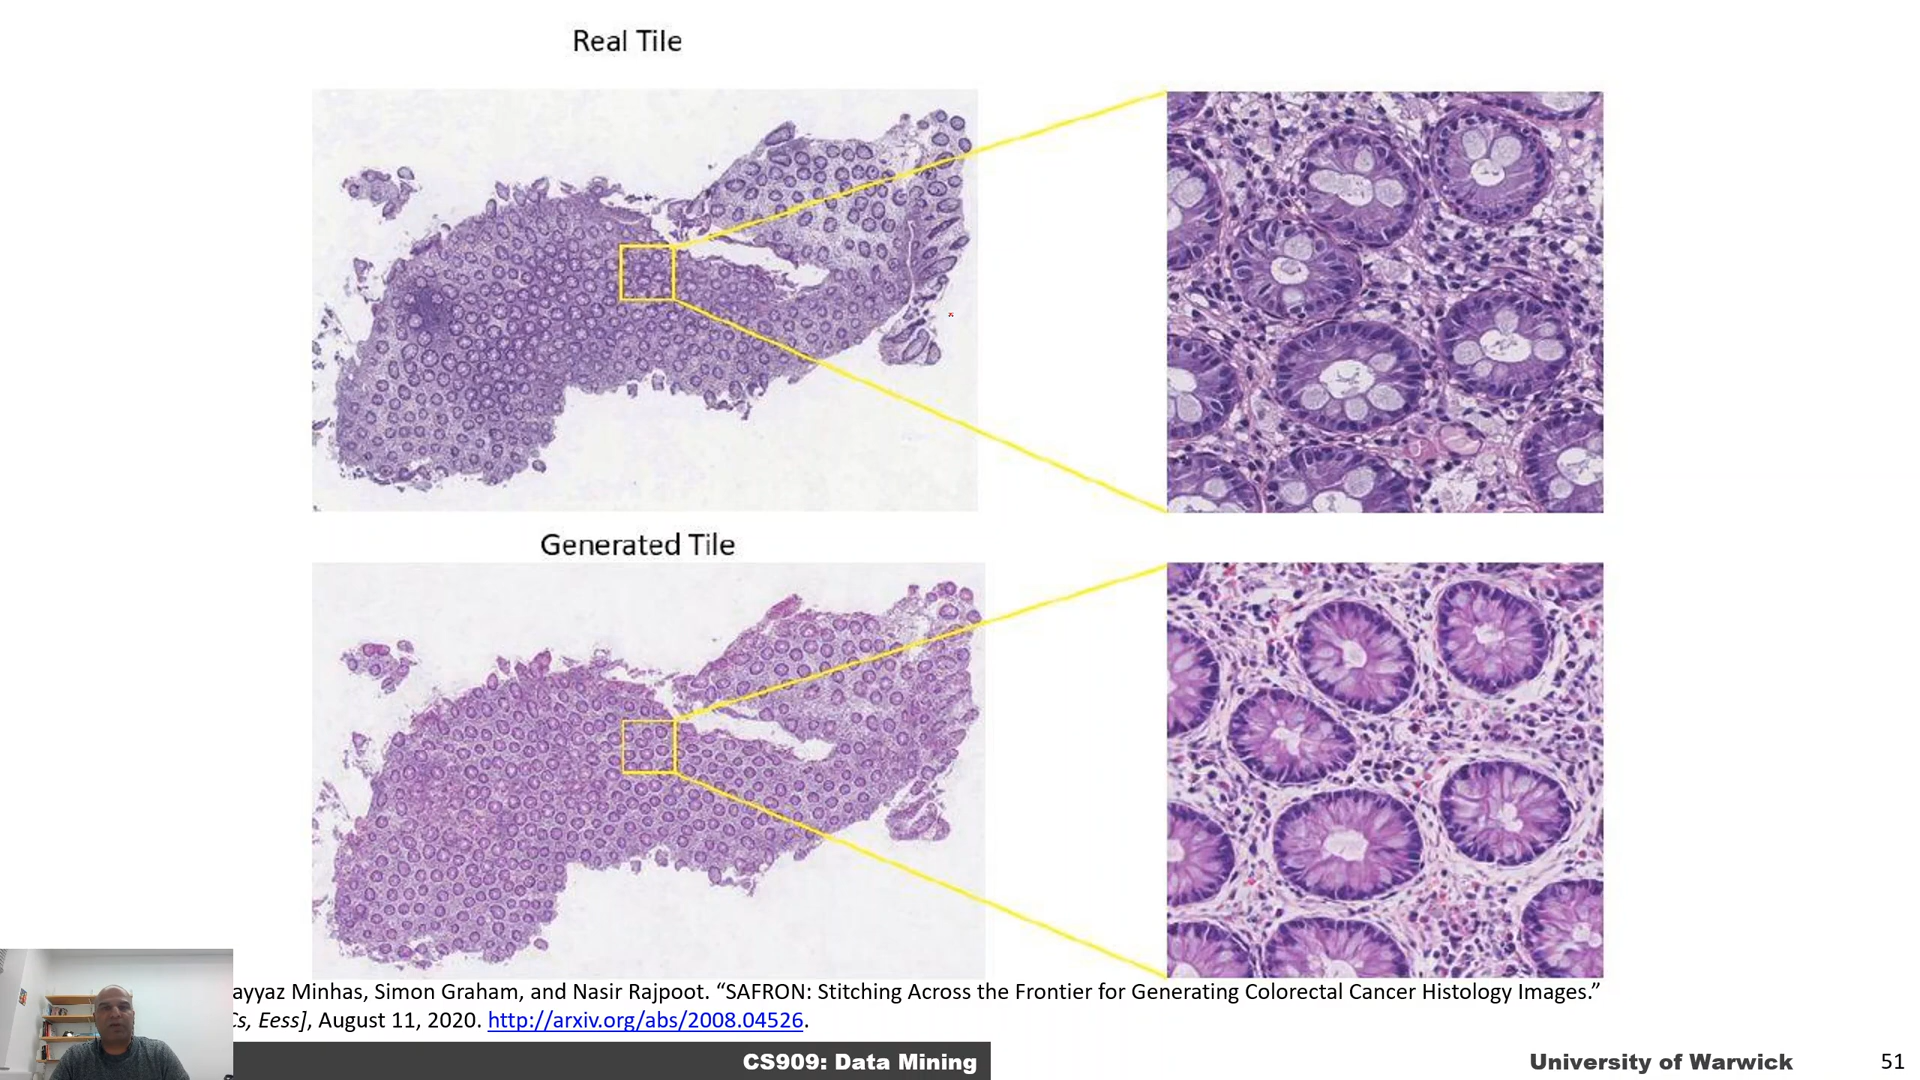 Real Tile
Generated Tile
ayyaz Minhas, Simon Graham, and Nasir Rajpoot. “SAFRON: Stitching Across the Frontier for Generating Colorectal Cancer Histology Images.”
Cs, Eess], August 11, 2020. http://arxiv.org/abs/2008.04526.
CS909: Data Mining
University of Warwick
51